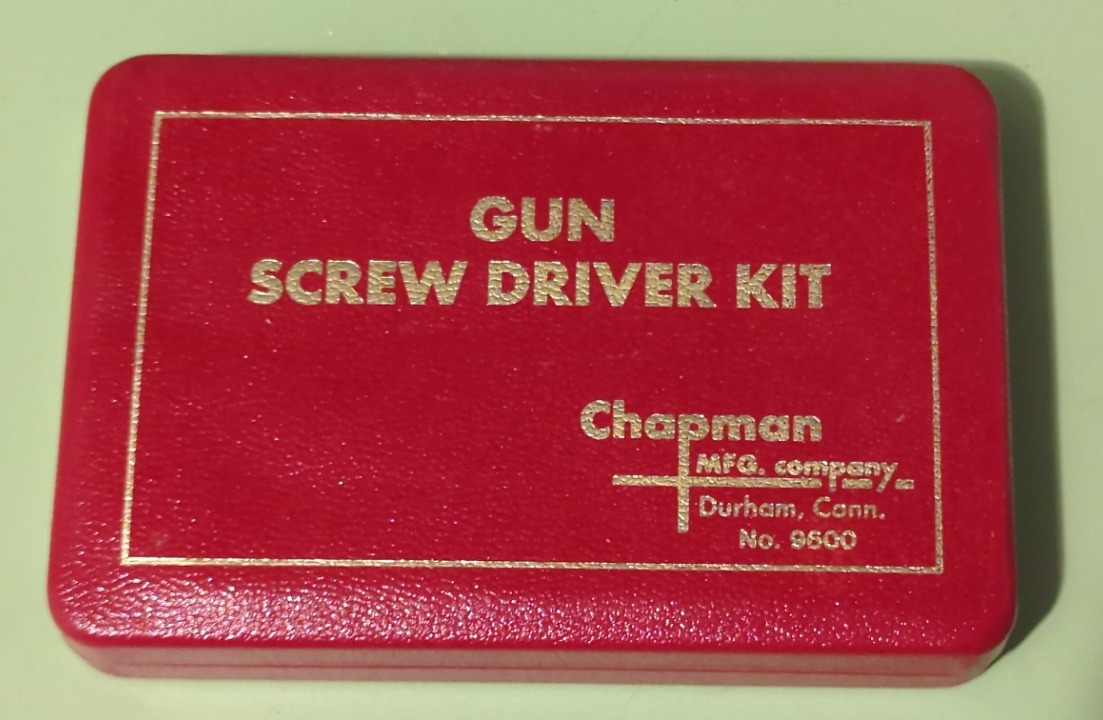 GUN
SCREW DRIVER KIT
Chapman
MFG. company
Durham, Conn.
No. 9600